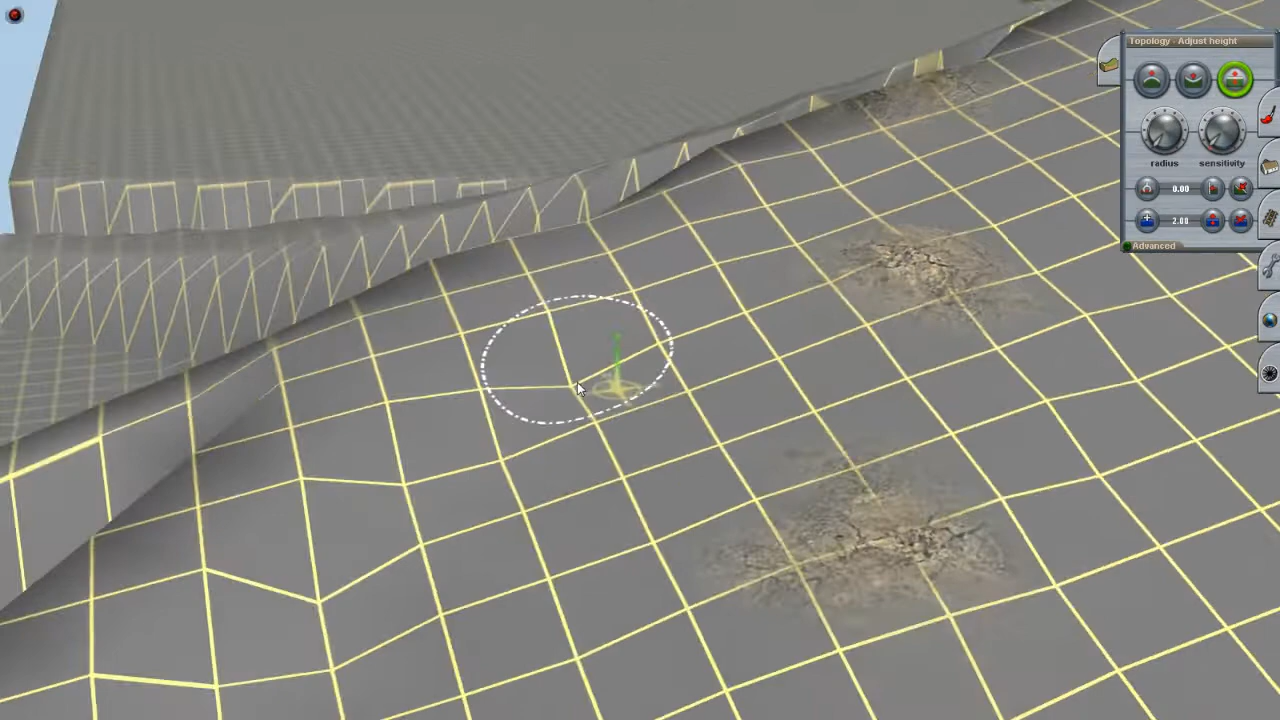 Topology - Adjust height
radius sensitivity
0.00
2.00
Advanced